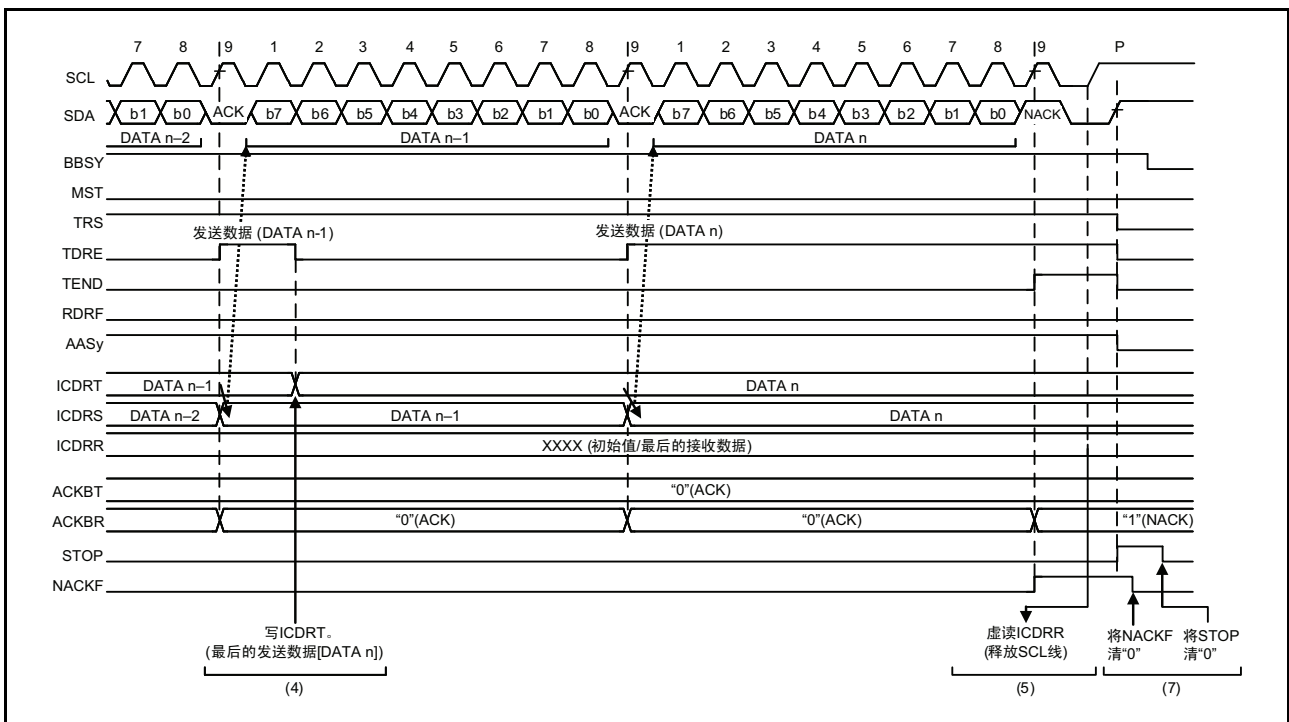 7 8 9 1 2 3 4 5 6 7 8 9 1 2 3 4 5 6 7 8 9 P
SCL
SDA b1 b0 ACK b7 b6 b5 b4 b3 b2 b1 b0 ACK b7 b6 b5 b4 b3 b2 b1 b0 NACK
DATA n–2 DATA n–1 DATA n
BBSY
MST
TRS
发送数据 (DATA n-1) 发送数据 (DATA n)
TDRE
TEND
RDRF
AASy
ICDRT DATA n–1 DATA n
ICDRS DATA n–2 DATA n–1 DATA n
ICDRR XXXX (初始值/最后的接收数据)
ACKBT “0”(ACK)
ACKBR “0”(ACK) “0”(ACK) “1”(NACK)
STOP
NACKF
写ICDRT。 虚读ICDRR 将NACKF 将STOP
(最后的发送数据[DATA n]) (释放SCL线) 清“0” 清“0”
(4) (5) (7)